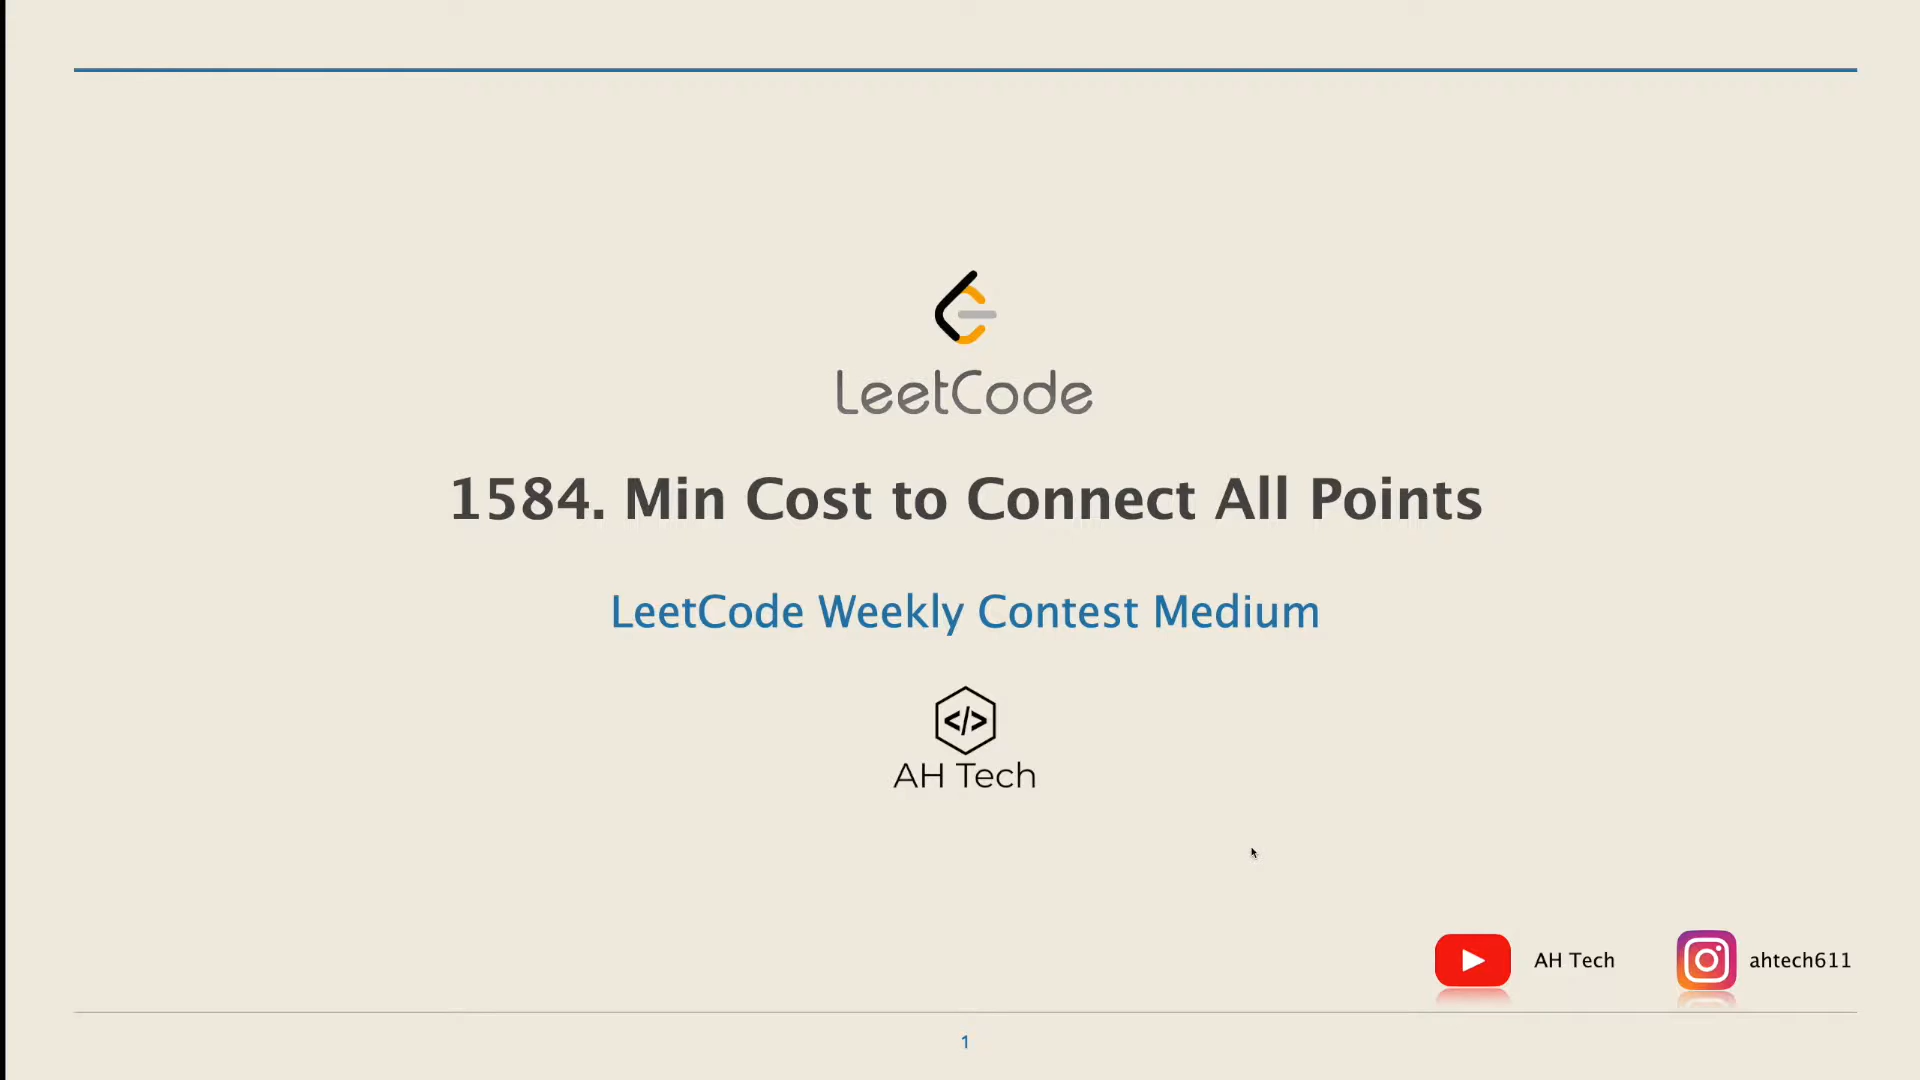 LeetCode
1584. Min Cost to Connect All Points
LeetCode Weekly Contest Medium
</>
AH Tech
AH Tech
ahtech611
1